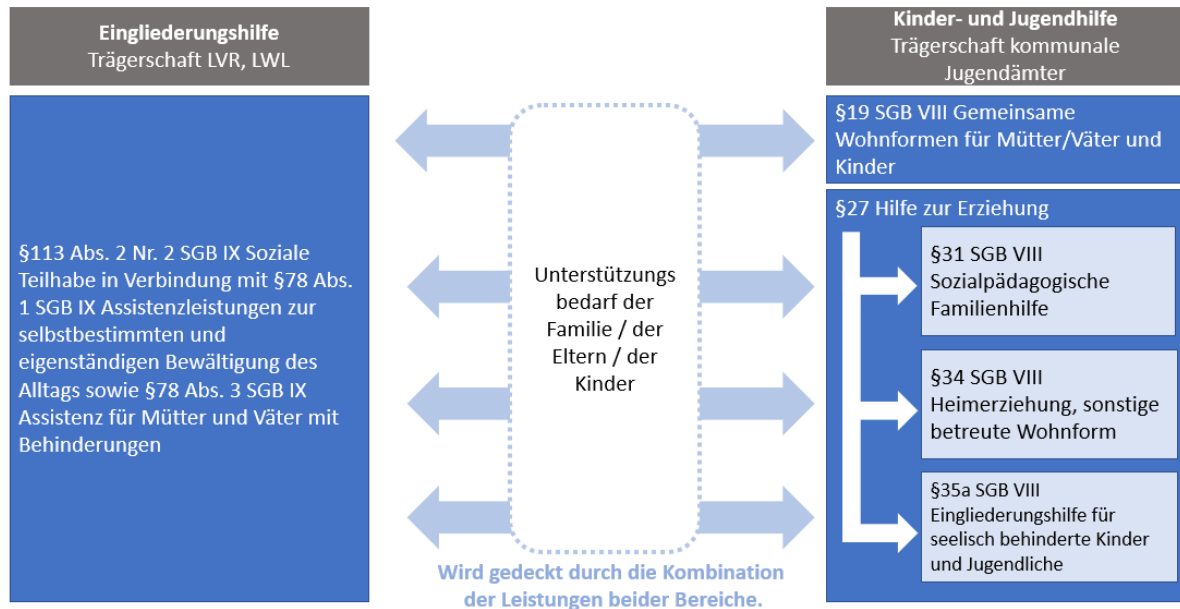 Eingliederungshilfe
Trägerschaft LVR, LWL
§113 Abs. 2 Nr. 2 SGB IX Soziale
Teilhabe in Verbindung mit §78 Abs.
1 SGB IX Assistenzleistungen zur
selbstbestimmten und
eigenständigen Bewältigung des
Alltags sowie §78 Abs. 3 SGB IX
Assistenz für Mütter und Väter mit
Behinderungen
Unterstützungs
bedarf der
Familie / der
Eltern / der
Kinder
Wird gedeckt durch die Kombination
der Leistungen beider Bereiche.
Kinder- und Jugendhilfe
Trägerschaft kommunale
Jugendämter
§19 SGB VIII Gemeinsame
Wohnformen für Mütter/Väter und
Kinder
§27 Hilfe zur Erziehung
§31 SGB VIII
Sozialpädagogische
Familienhilfe
§34 SGB VIII
Heimerziehung, sonstige
betreute Wohnform
§35a SGB VIII
Eingliederungshilfe für
seelisch behinderte Kinder
und Jugendliche